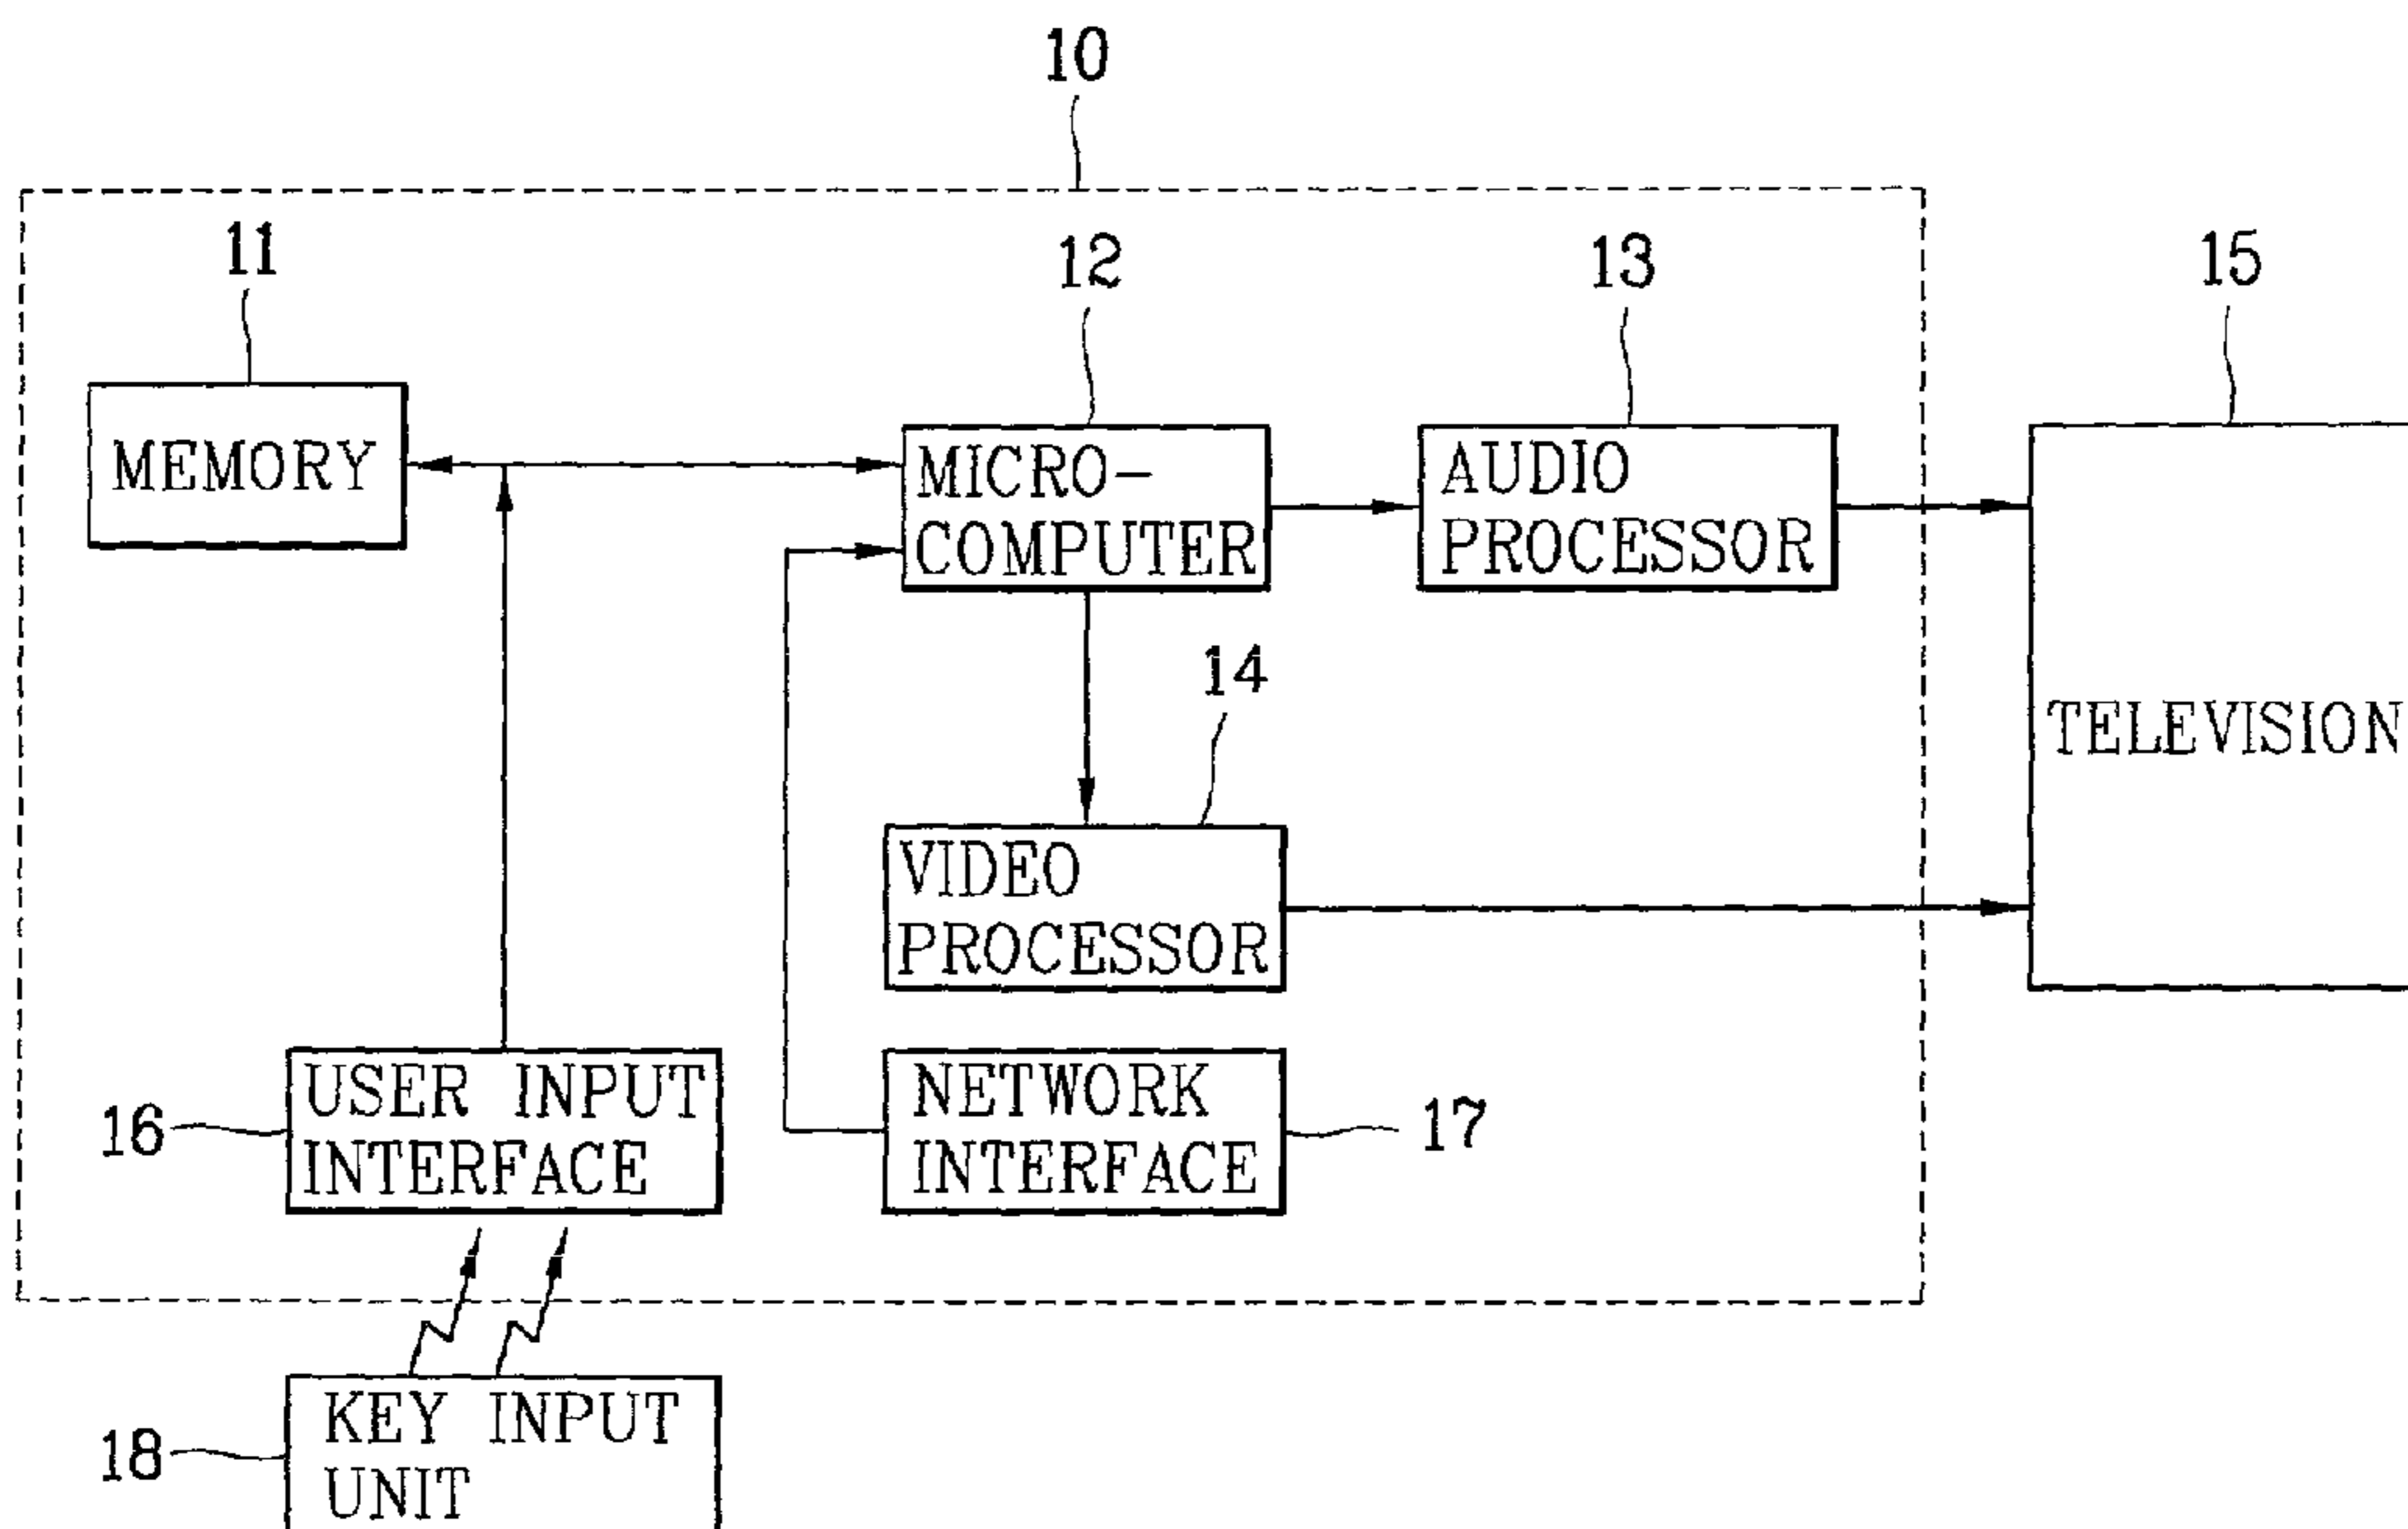 10
11
12
13
15
MEMORY
MICRO-
COMPUTER
AUDIO
PROCESSOR
14
TELEVISION
VIDEO
PROCESSOR
16
USER INPUT
INTERFACE
NETWORK
INTERFACE
17
18
KEY INPUT
UNIT